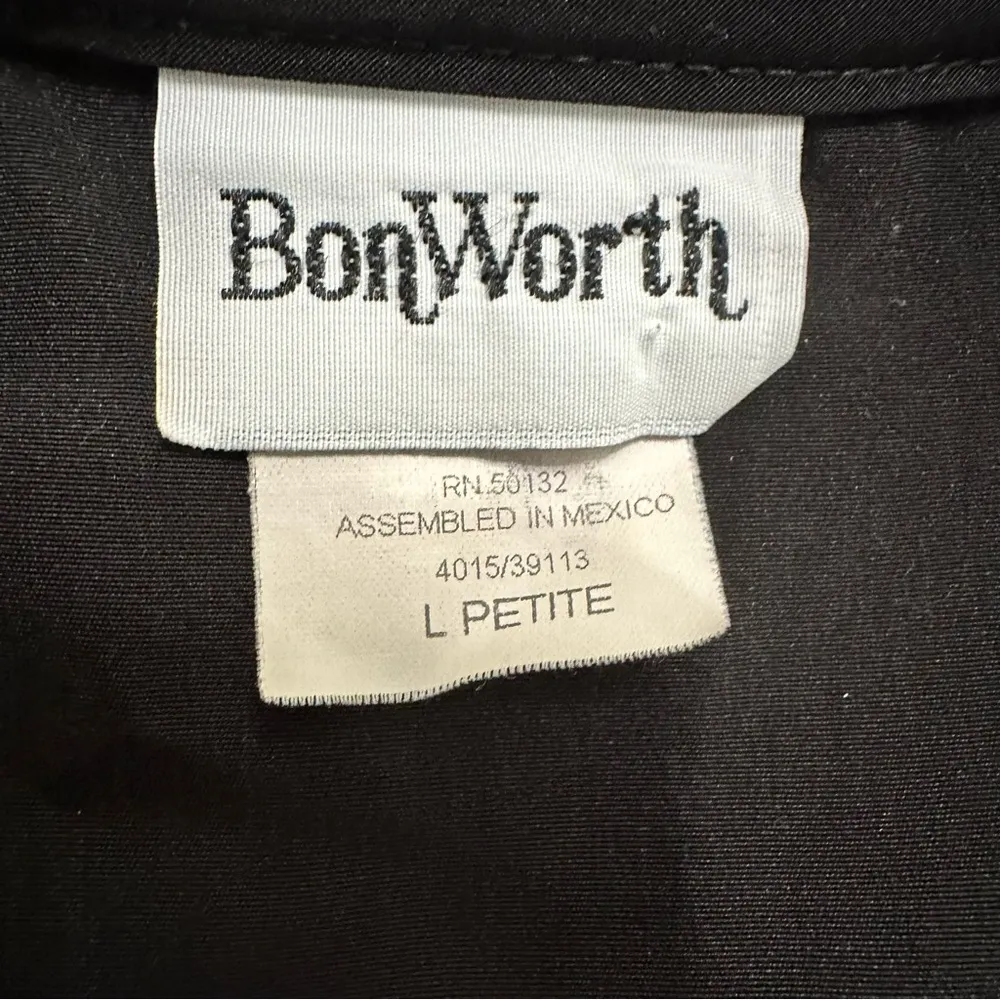 BonWorth
RN 50132
ASSEMBLED IN MEXICO
4015/39113
L PETITE